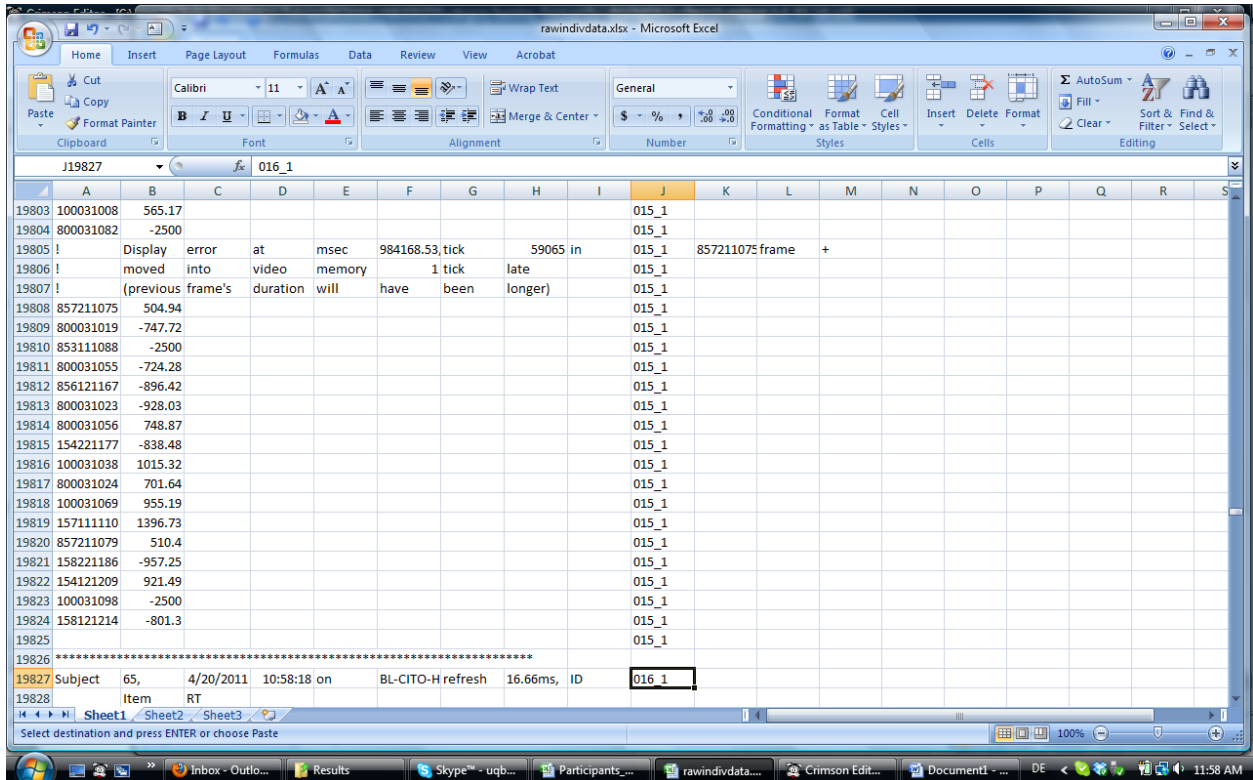 rawindivdata.xlsx - Microsoft Excel
Home Insert Page Layout Formulas Data Review View Acrobat
Cut
Copy
Format Painter
Paste
Calibri 11
General
Wrap Text
Merge & Center
Conditional Formatting
Format as Table
Cell Styles
Insert Delete Format
AutoSum
Fill
Clear
Sort & Filter
Find & Select
Clipboard Font Alignment Number Styles Cells Editing
J19827 fx 016_1
A B C D E F G H I J K L M N O P Q R S
19803 100031008 565.17 015_1
19804 800031082 -2500 015_1
19805 ! Display error at msec 984168.53, tick 59065 in 015_1 857211075 frame +
19806 ! moved into video memory 1 tick late 015_1
19807 ! (previous frame's duration will have been longer) 015_1
19808 857211075 504.94 015_1
19809 800031019 -747.72 015_1
19810 853111088 -2500 015_1
19811 800031055 -724.28 015_1
19812 856121167 -896.42 015_1
19813 800031023 -928.03 015_1
19814 800031056 748.87 015_1
19815 154221177 -838.48 015_1
19816 100031038 1015.32 015_1
19817 800031024 701.64 015_1
19818 100031069 955.19 015_1
19819 157111110 1396.73 015_1
19820 857211079 510.4 015_1
19821 158221186 -957.25 015_1
19822 154121209 921.49 015_1
19823 100031098 -2500 015_1
19824 158121214 -801.3 015_1
19825 015_1
19826 **********************************************************************
19827 Subject 65, 4/20/2011 10:58:18 on BL-CITO-H refresh 16.66ms, ID 016_1
19828 Item RT
Sheet1 Sheet2 Sheet3
Select destination and press ENTER or choose Paste 100%
Inbox - Outlo... Results Skype™ - uqb... Participants_... rawindivdata.... Crimson Edit... Document1 - ... DE 11:58 AM